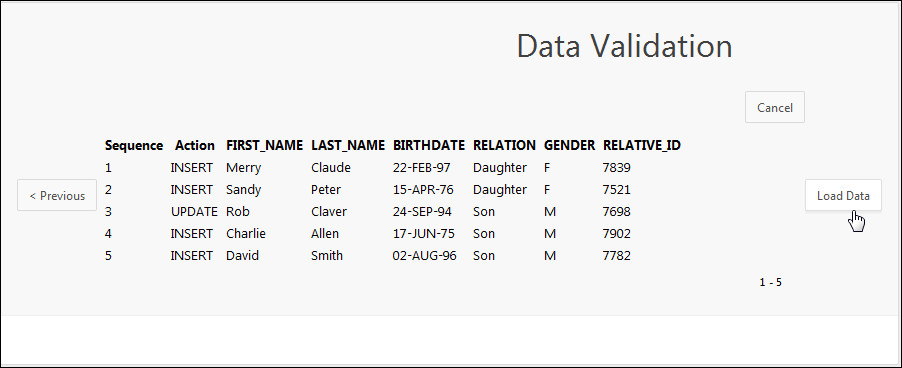 Data Validation
Cancel
Sequence Action FIRST_NAME LAST_NAME BIRTHDATE RELATION GENDER RELATIVE_ID
1 INSERT Merry Claude 22-FEB-97 Daughter F 7839
2 INSERT Sandy Peter 15-APR-76 Daughter F 7521
3 UPDATE Rob Claver 24-SEP-94 Son M 7698
4 INSERT Charlie Allen 17-JUN-75 Son M 7902
5 INSERT David Smith 02-AUG-96 Son M 7782
< Previous
Load Data
1 - 5